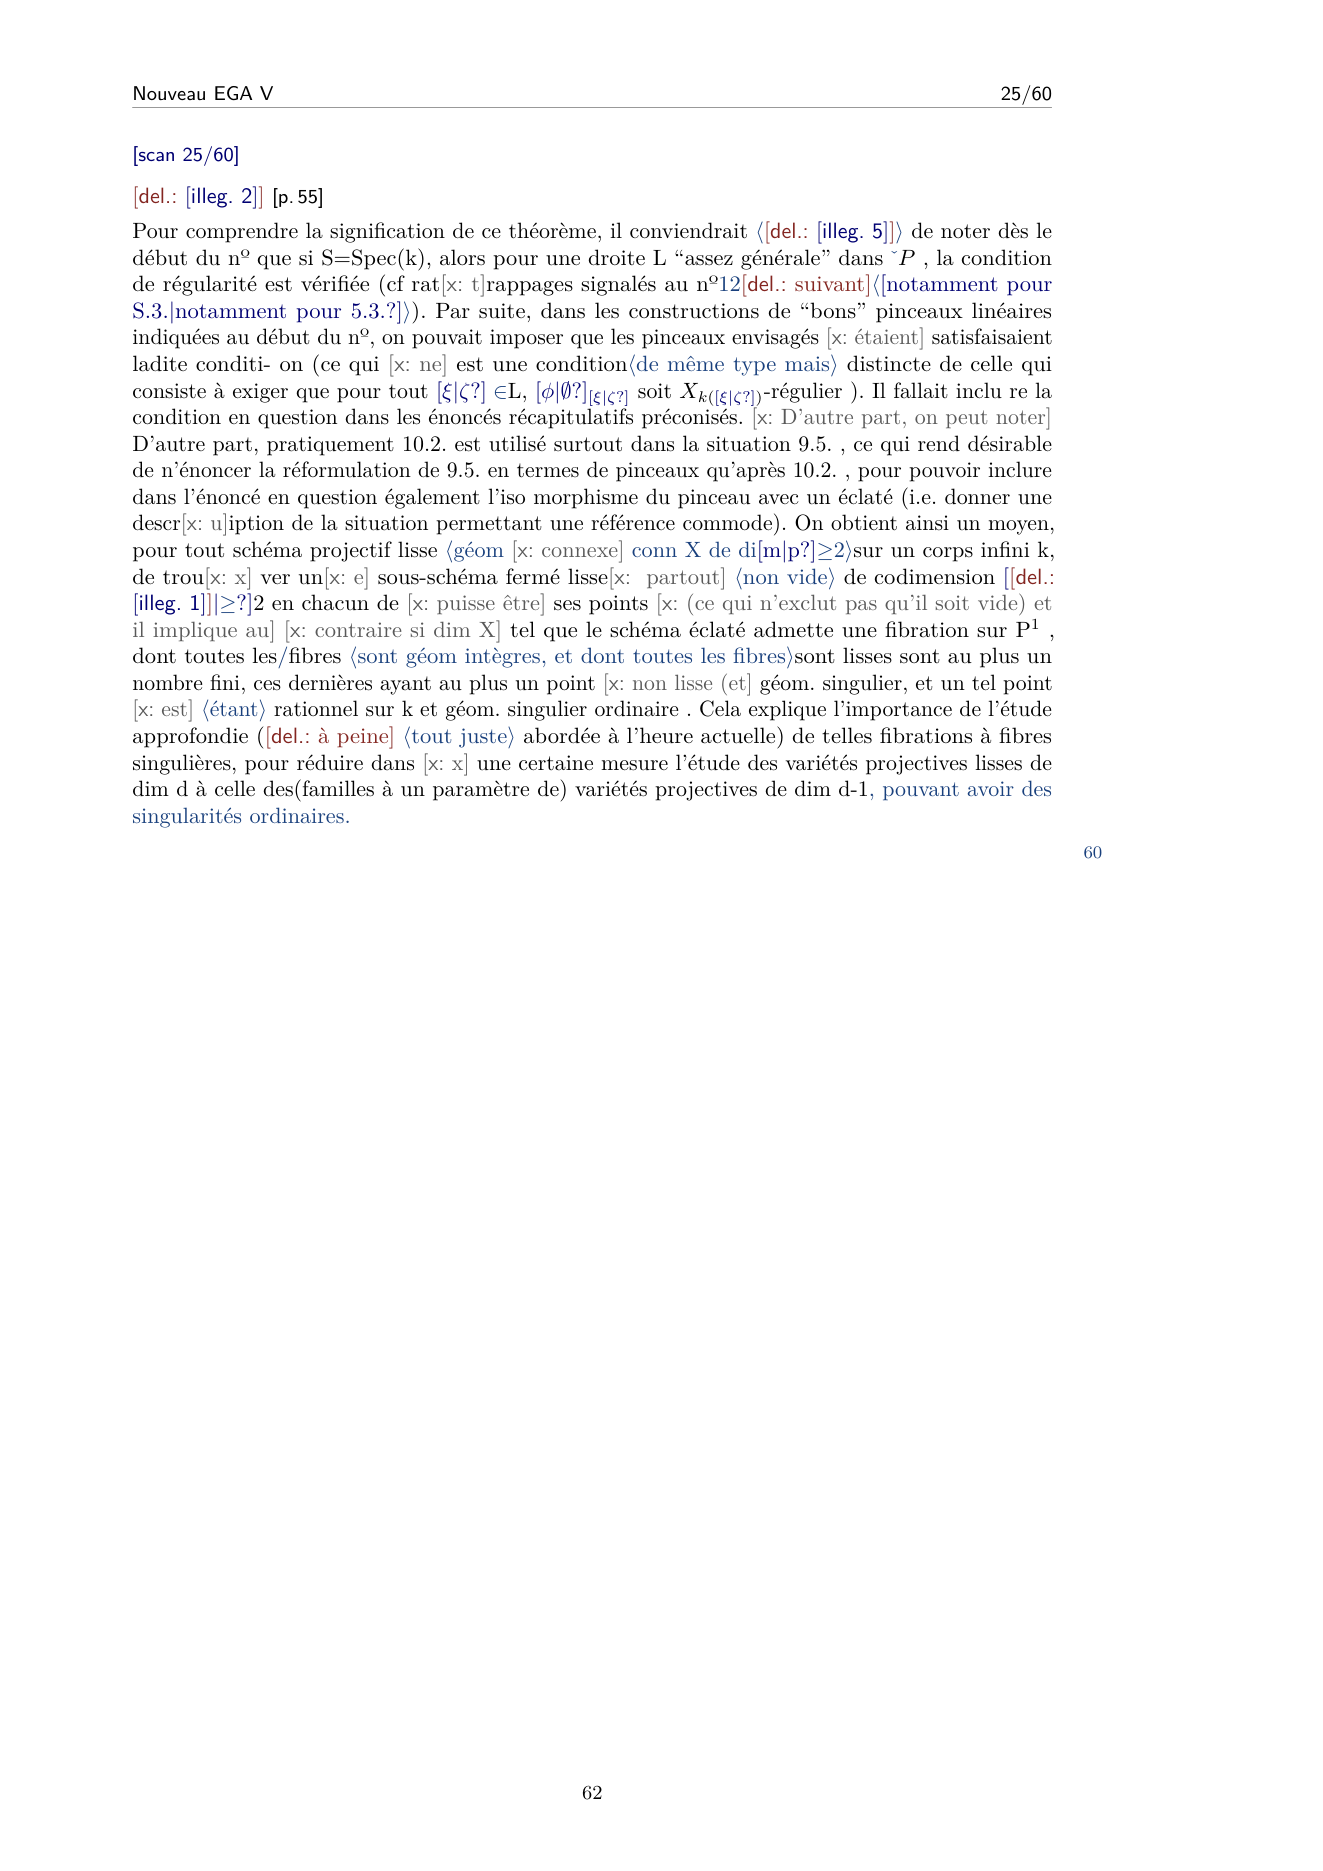 Nouveau EGA V 25/60
[scan 25/60]
[del.: [illeg. 2]] [p. 55]
Pour comprendre la signification de ce théorème, il conviendrait ⟨[del.: [illeg. 5]]⟩ de noter dès le
début du nº que si S=Spec(k), alors pour une droite L “assez générale” dans ˇP , la condition
de régularité est vérifiée (cf rat[x: t]rappages signalés au nº12[del.: suivant]⟨[notamment pour
S.3.|notamment pour 5.3.?]⟩). Par suite, dans les constructions de “bons” pinceaux linéaires
indiquées au début du nº, on pouvait imposer que les pinceaux envisagés [x: étaient] satisfaisaient
ladite conditi- on (ce qui [x: ne] est une condition⟨de même type mais⟩ distincte de celle qui
consiste à exiger que pour tout [ξ|ζ?] ∈L, [ϕ|∅?]_{[ξ|ζ?]} soit X_{k([ξ|ζ?])}-régulier ). Il fallait inclu re la
condition en question dans les énoncés récapitulatifs préconisés. [x: D’autre part, on peut noter]
D’autre part, pratiquement 10.2. est utilisé surtout dans la situation 9.5. , ce qui rend désirable
de n’énoncer la réformulation de 9.5. en termes de pinceaux qu’après 10.2. , pour pouvoir inclure
dans l’énoncé en question également l’iso morphisme du pinceau avec un éclaté (i.e. donner une
descr[x: u]iption de la situation permettant une référence commode). On obtient ainsi un moyen,
pour tout schéma projectif lisse ⟨géom [x: connexe] conn X de di[m|p?]≥2⟩sur un corps infini k,
de trou[x: x] ver un[x: e] sous-schéma fermé lisse[x: partout] ⟨non vide⟩ de codimension [[del.:
[illeg. 1]]|≥?]2 en chacun de [x: puisse être] ses points [x: (ce qui n’exclut pas qu’il soit vide) et
il implique au] [x: contraire si dim X] tel que le schéma éclaté admette une fibration sur P¹ ,
dont toutes les/fibres ⟨sont géom intègres, et dont toutes les fibres⟩sont lisses sont au plus un
nombre fini, ces dernières ayant au plus un point [x: non lisse (et] géom. singulier, et un tel point
[x: est] ⟨étant⟩ rationnel sur k et géom. singulier ordinaire . Cela explique l’importance de l’étude
approfondie ([del.: à peine] ⟨tout juste⟩ abordée à l’heure actuelle) de telles fibrations à fibres
singulières, pour réduire dans [x: x] une certaine mesure l’étude des variétés projectives lisses de
dim d à celle des(familles à un paramètre de) variétés projectives de dim d-1, pouvant avoir des
singularités ordinaires.
60
62